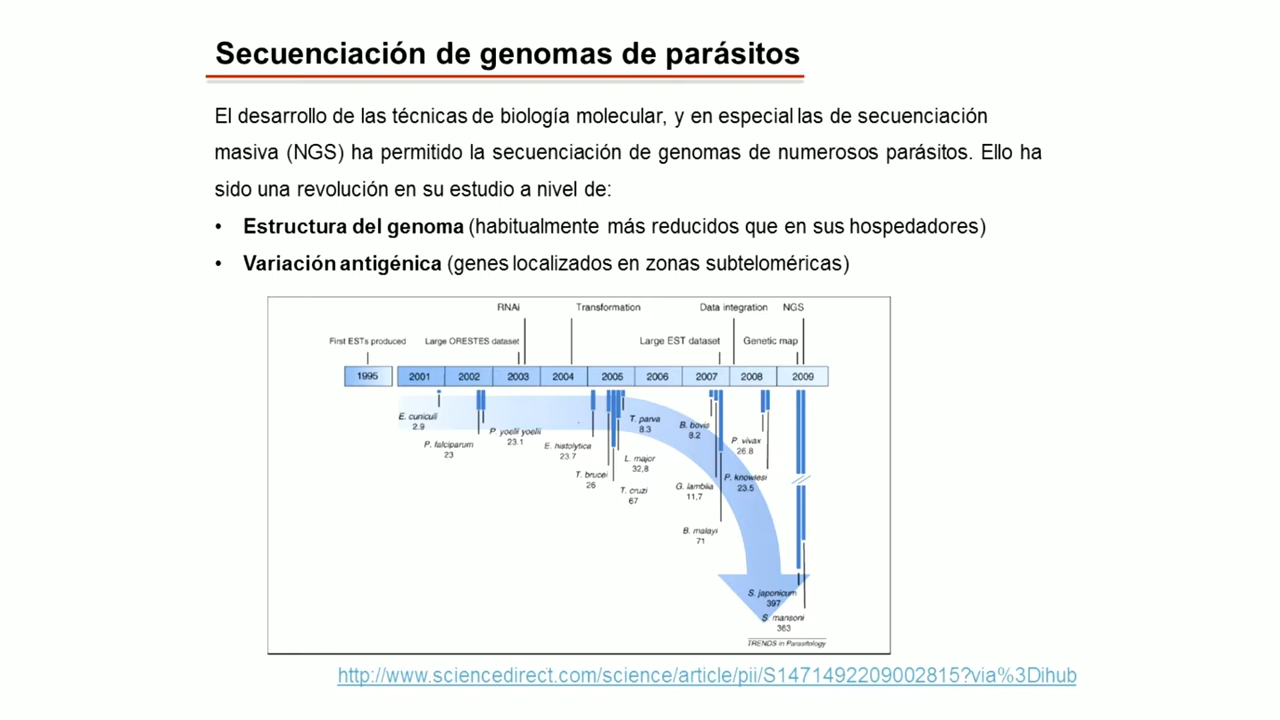 Secuenciación de genomas de parásitos
El desarrollo de las técnicas de biología molecular, y en especial las de secuenciación
masiva (NGS) ha permitido la secuenciación de genomas de numerosos parásitos. Ello ha
sido una revolución en su estudio a nivel de:
• Estructura del genoma (habitualmente más reducidos que en sus hospedadores)
• Variación antigénica (genes localizados en zonas subteloméricas)
RNAi Transformation Data integration NGS
First ESTs produced Large ORESTES dataset Large EST dataset Genetic map
1995 2001 2002 2003 2004 2005 2006 2007 2008 2009
E. cuniculi
2.9
P. falciparum
23
P yoelii yoelii
23.1
E. histolytica
23.7
T. brucei
26
T. parva
8.3
L. major
32,8
T. cruzi
67
B. bovis
8.2
G. lamblia
11,7
B. malayi
71
P. vivax
26.8
P. knowlesi
23.5
S. japonicum
397
S. mansoni
363
TRENDS in Parasitology
http://www.sciencedirect.com/science/article/pii/S1471492209002815?via%3Dihub